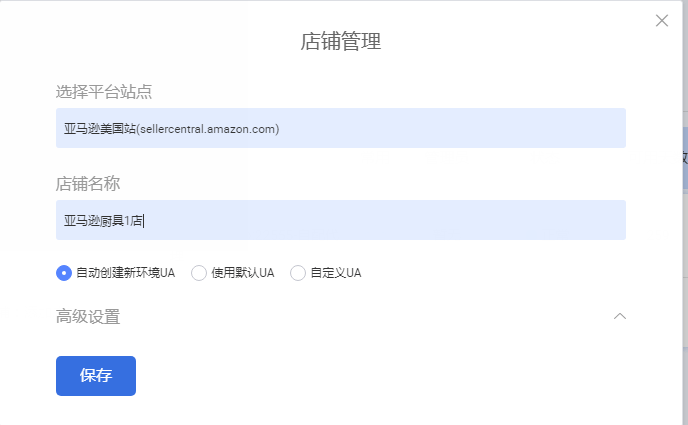 店铺管理
选择平台站点
亚马逊美国站(sellercentral.amazon.com)
店铺名称
亚马逊厨具1店
自动创建新环境UA 使用默认UA 自定义UA
高级设置
保存